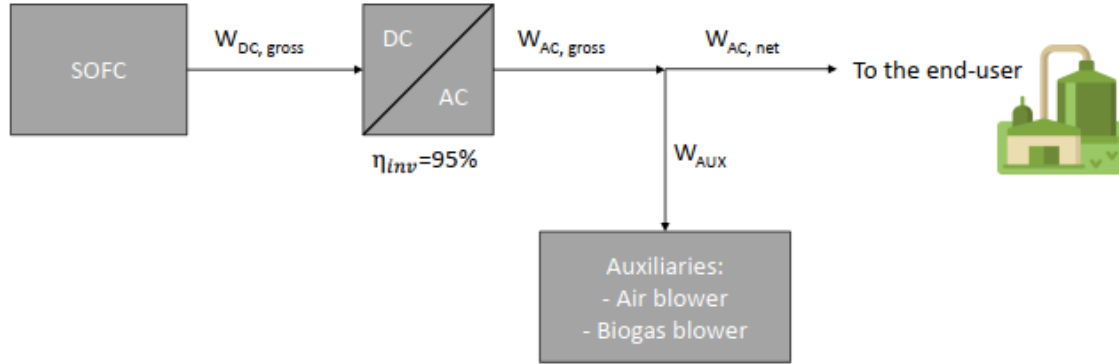 SOFC
W_DC, gross
DC
AC
η_inv=95%
W_AC, gross
W_AC, net
To the end-user
W_AUX
Auxiliaries:
- Air blower
- Biogas blower